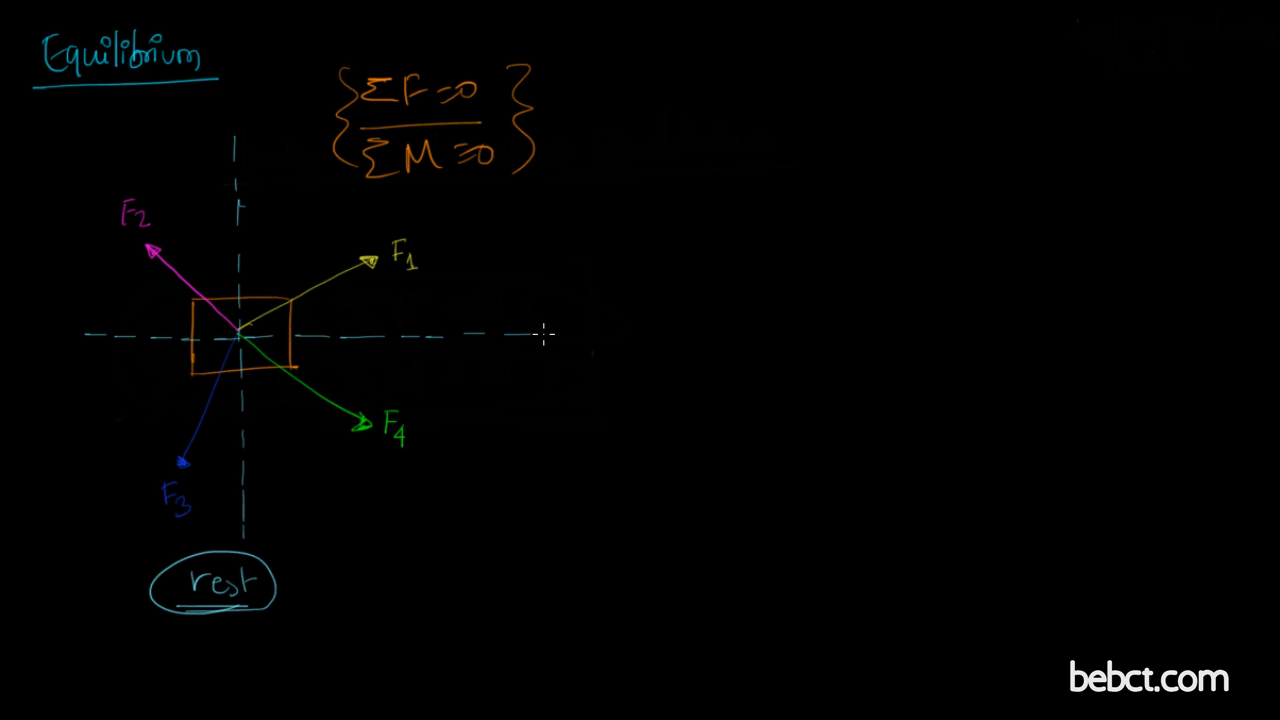 Equilibrium
ΣF=0
ΣM=0
F2
F1
F4
F3
rest
bebct.com